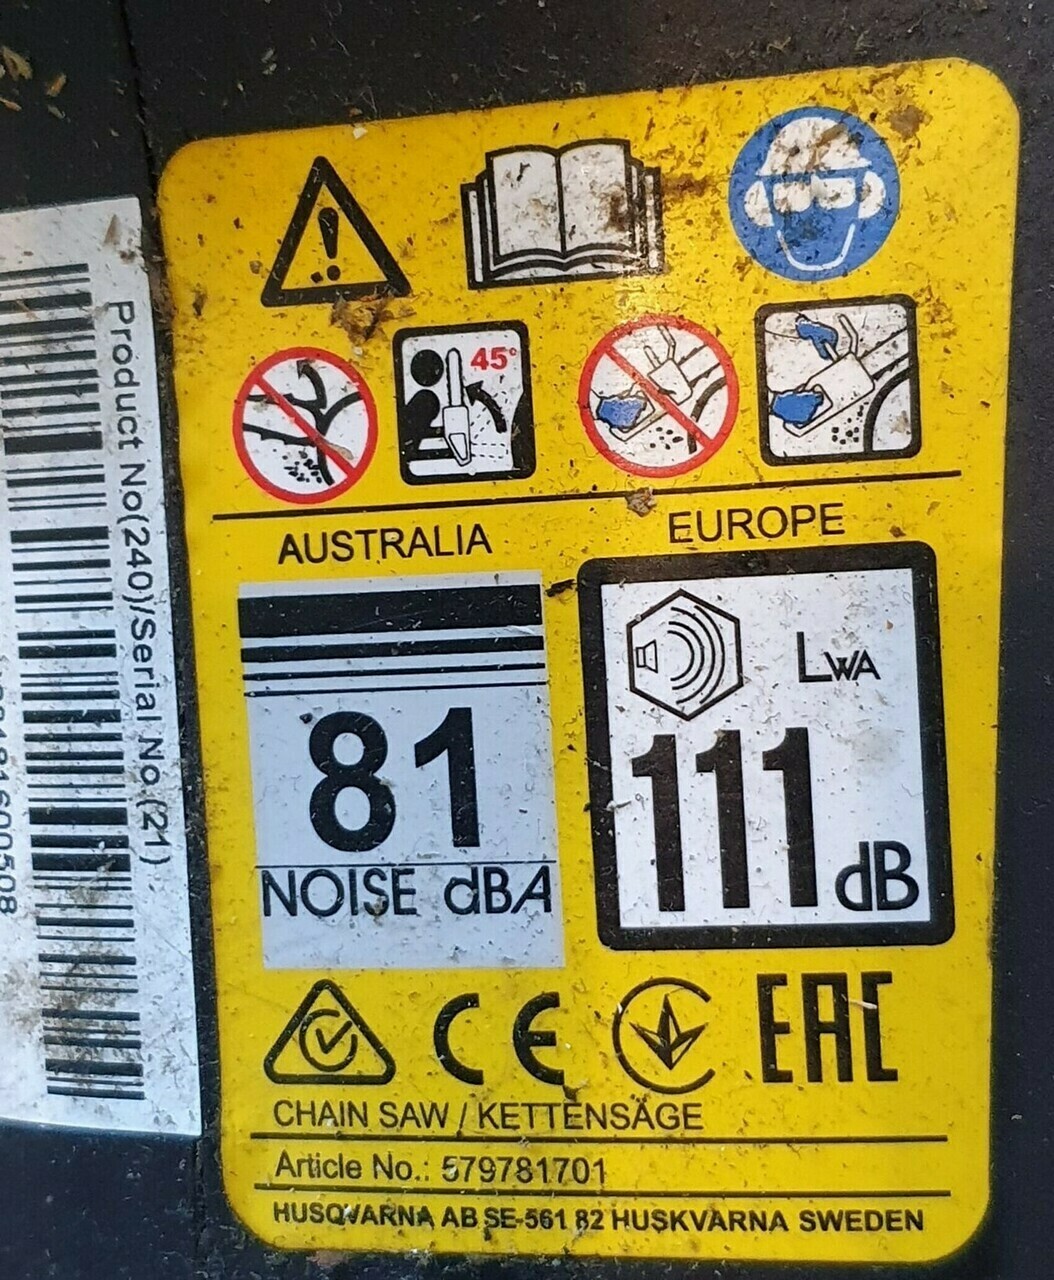 45°
AUSTRALIA
EUROPE
81
NOISE dBA
LWA
111 dB
CE
EAC
CHAIN SAW / KETTENSÄGE
Article No.: 579781701
HUSQVARNA AB SE-561 82 HUSKVARNA SWEDEN
Product No(240)/Serial No.(21)